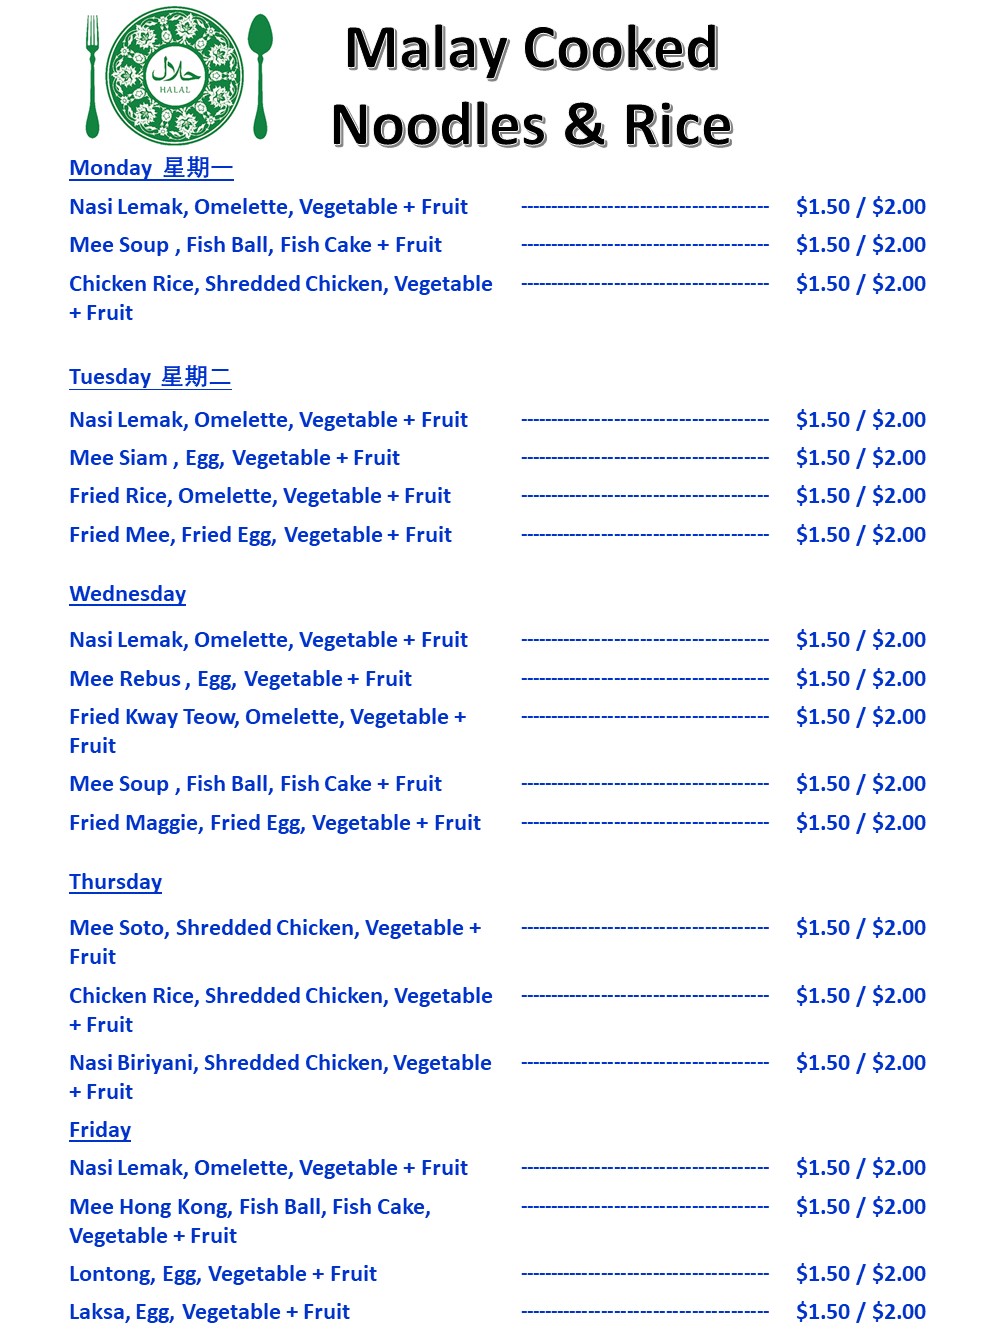 حلال
HALAL
Malay Cooked
Noodles & Rice
Monday 星期一
Nasi Lemak, Omelette, Vegetable + Fruit ---------------------------------------- $1.50 / $2.00
Mee Soup , Fish Ball, Fish Cake + Fruit ---------------------------------------- $1.50 / $2.00
Chicken Rice, Shredded Chicken, Vegetable ---------------------------------------- $1.50 / $2.00
+ Fruit
Tuesday 星期二
Nasi Lemak, Omelette, Vegetable + Fruit ---------------------------------------- $1.50 / $2.00
Mee Siam , Egg, Vegetable + Fruit ---------------------------------------- $1.50 / $2.00
Fried Rice, Omelette, Vegetable + Fruit ---------------------------------------- $1.50 / $2.00
Fried Mee, Fried Egg, Vegetable + Fruit ---------------------------------------- $1.50 / $2.00
Wednesday
Nasi Lemak, Omelette, Vegetable + Fruit ---------------------------------------- $1.50 / $2.00
Mee Rebus , Egg, Vegetable + Fruit ---------------------------------------- $1.50 / $2.00
Fried Kway Teow, Omelette, Vegetable + ---------------------------------------- $1.50 / $2.00
Fruit
Mee Soup , Fish Ball, Fish Cake + Fruit ---------------------------------------- $1.50 / $2.00
Fried Maggie, Fried Egg, Vegetable + Fruit ---------------------------------------- $1.50 / $2.00
Thursday
Mee Soto, Shredded Chicken, Vegetable + ---------------------------------------- $1.50 / $2.00
Fruit
Chicken Rice, Shredded Chicken, Vegetable ---------------------------------------- $1.50 / $2.00
+ Fruit
Nasi Biriyani, Shredded Chicken, Vegetable ---------------------------------------- $1.50 / $2.00
+ Fruit
Friday
Nasi Lemak, Omelette, Vegetable + Fruit ---------------------------------------- $1.50 / $2.00
Mee Hong Kong, Fish Ball, Fish Cake, ---------------------------------------- $1.50 / $2.00
Vegetable + Fruit
Lontong, Egg, Vegetable + Fruit ---------------------------------------- $1.50 / $2.00
Laksa, Egg, Vegetable + Fruit ---------------------------------------- $1.50 / $2.00